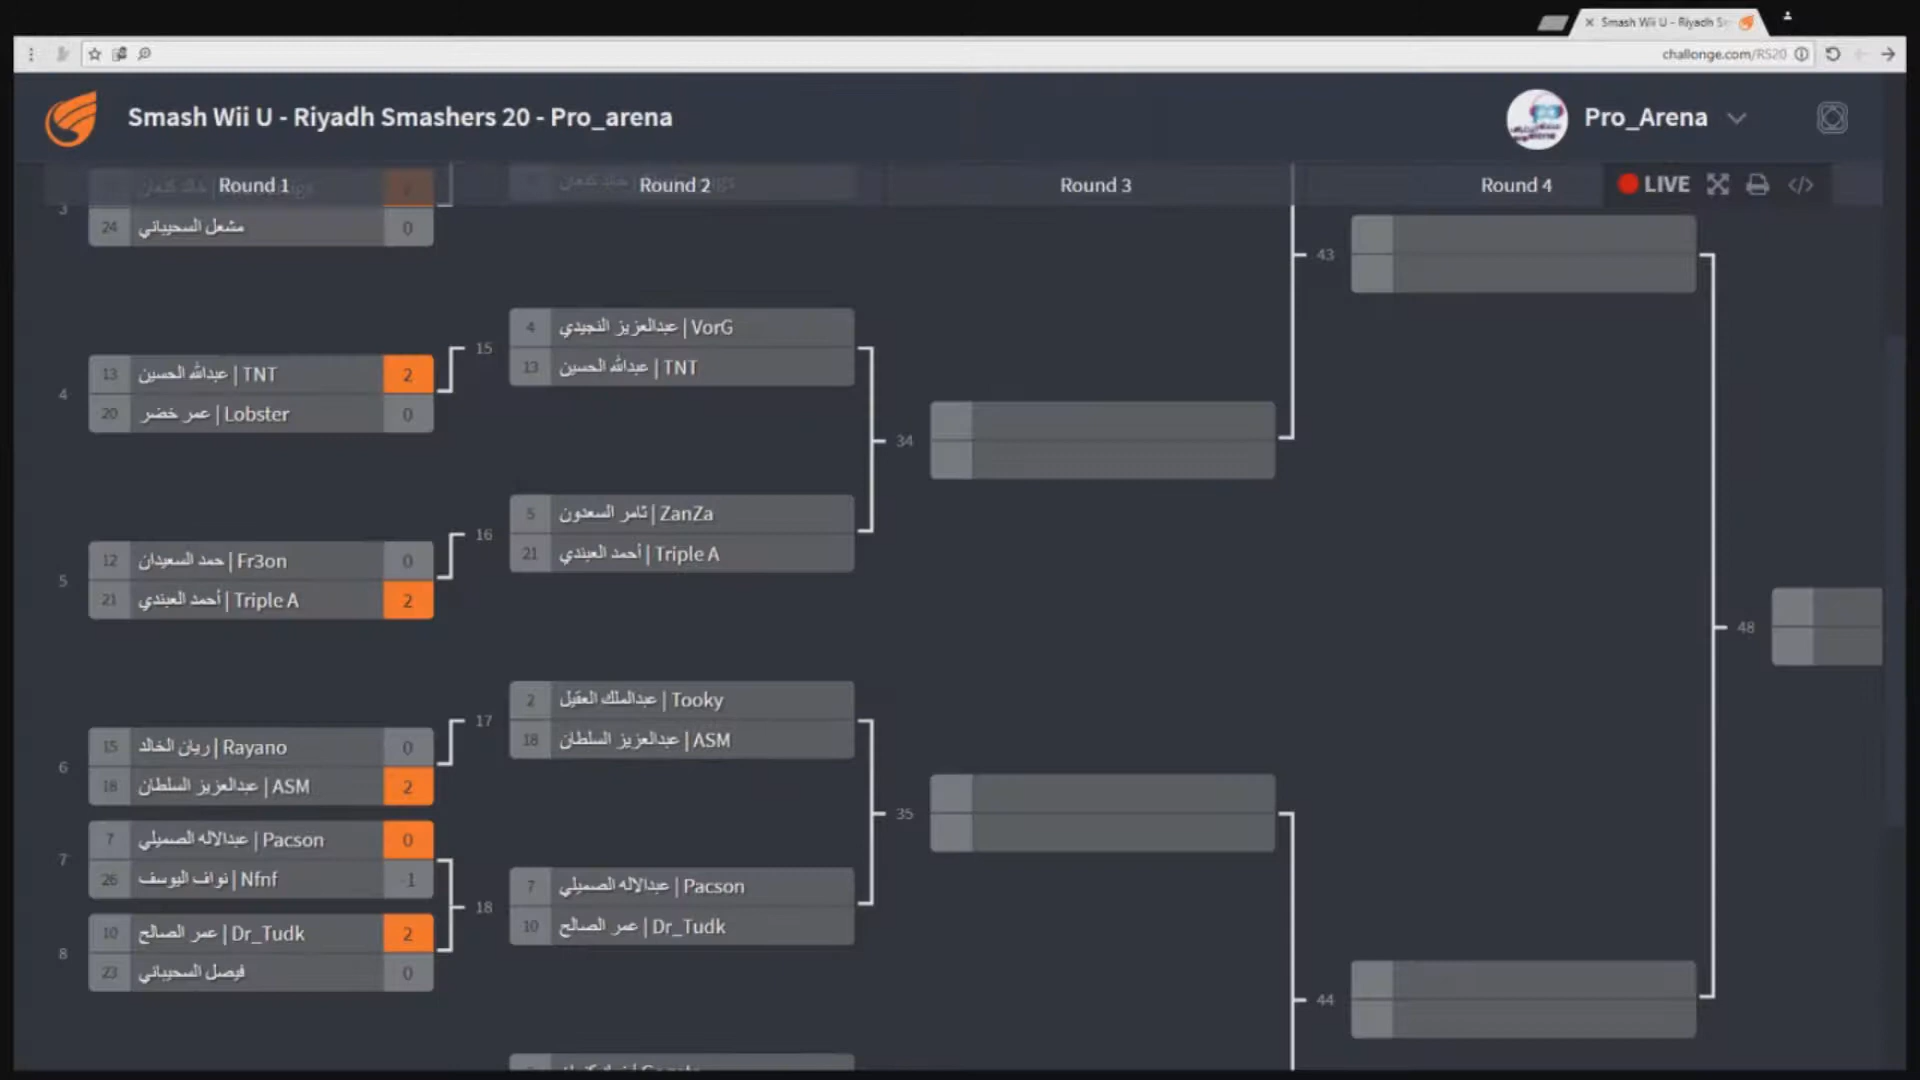 Smash Wii U - Riyadh S
challonge.com/RS20
Smash Wii U - Riyadh Smashers 20 - Pro_arena
Pro_Arena
Round 1
Round 2
Round 3
Round 4
LIVE
3
24 مشعل السحيباني 0
43
4
13 عبدالله الحسين | TNT 2
20 عمر خضر | Lobster 0
15
4 عبدالعزيز النجيدي | VorG
13 عبدالله الحسين | TNT
34
5
12 حمد السعيدان | Fr3on 0
21 أحمد العبندي | Triple A 2
16
5 ثامر السعدون | ZanZa
21 أحمد العبندي | Triple A
48
6
15 ريان الخالد | Rayano 0
18 عبدالعزيز السلطان | ASM 2
17
2 عبدالملك العقيل | Tooky
18 عبدالعزيز السلطان | ASM
35
7
7 عبدالاله الصميلي | Pacson 0
26 نواف اليوسف | Nfnf -1
8
10 عمر الصالح | Dr_Tudk 2
23 فيصل السحيباني 0
18
7 عبدالاله الصميلي | Pacson
10 عمر الصالح | Dr_Tudk
44